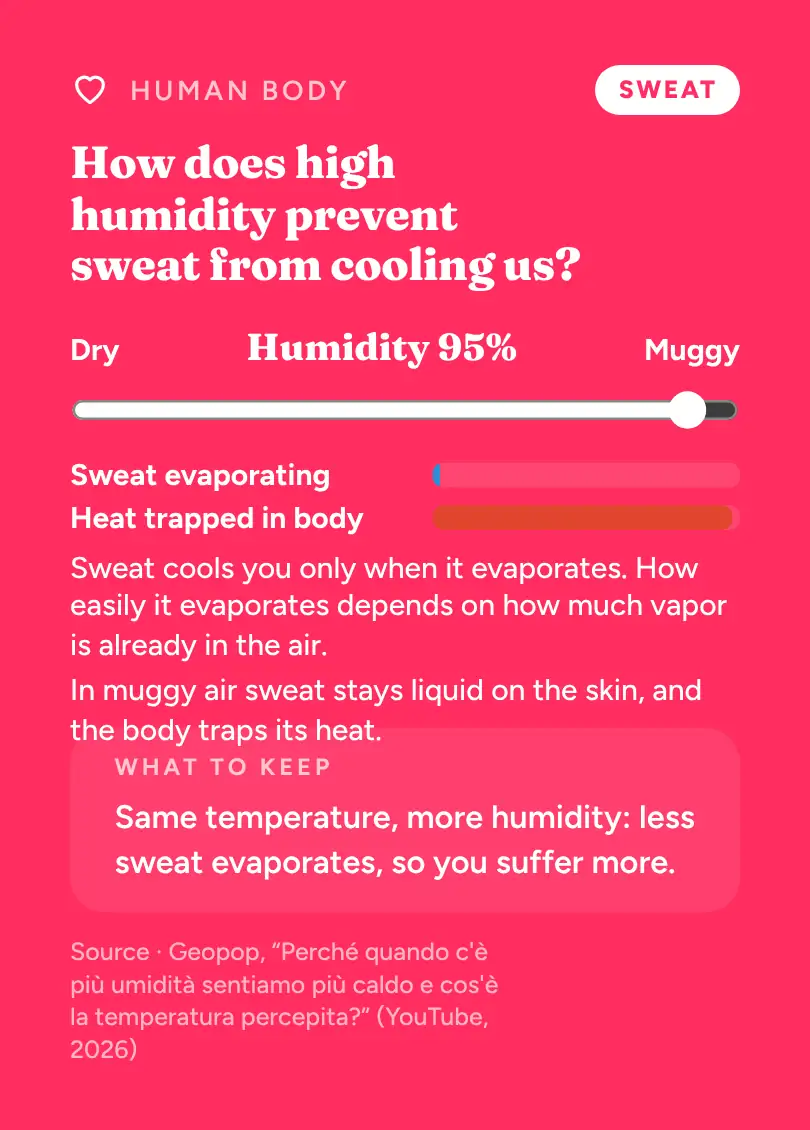 HUMAN BODY
SWEAT
How does high
humidity prevent
sweat from cooling us?
Dry
Humidity 95%
Muggy
Sweat evaporating
Heat trapped in body
Sweat cools you only when it evaporates. How
easily it evaporates depends on how much vapor
is already in the air.
In muggy air sweat stays liquid on the skin, and
the body traps its heat.
WHAT TO KEEP
Same temperature, more humidity: less
sweat evaporates, so you suffer more.
Source · Geopop, “Perché quando c'è
più umidità sentiamo più caldo e cos'è
la temperatura percepita?” (YouTube,
2026)